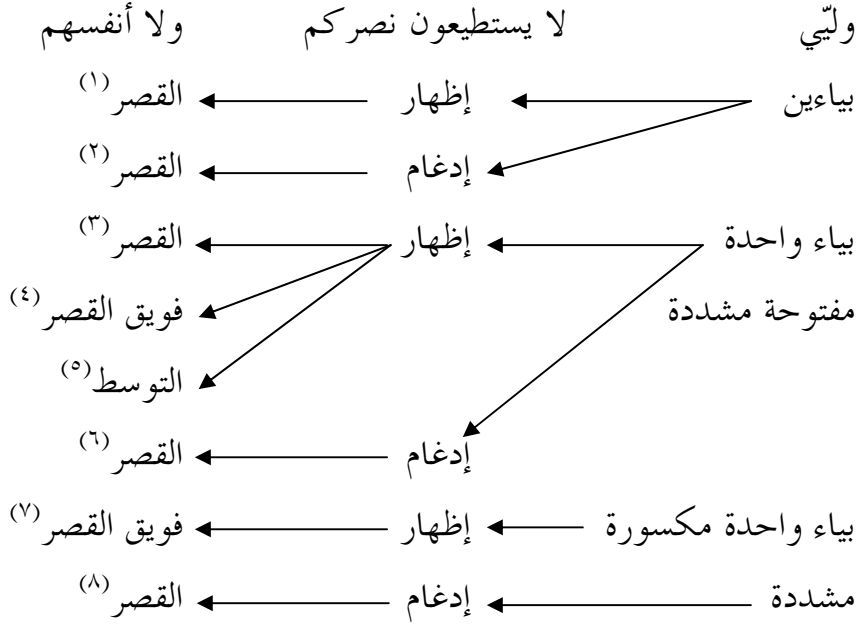 وليّي لا يستطيعون نصركم ولا أنفسهم
بياءين إظهار القصر (١)
إدغام القصر (٢)
بياء واحدة إظهار القصر (٣)
مفتوحة مشددة فويق القصر (٤)
التوسط (٥)
إدغام القصر (٦)
بياء واحدة مكسورة إظهار فويق القصر (٧)
مشددة إدغام القصر (٨)